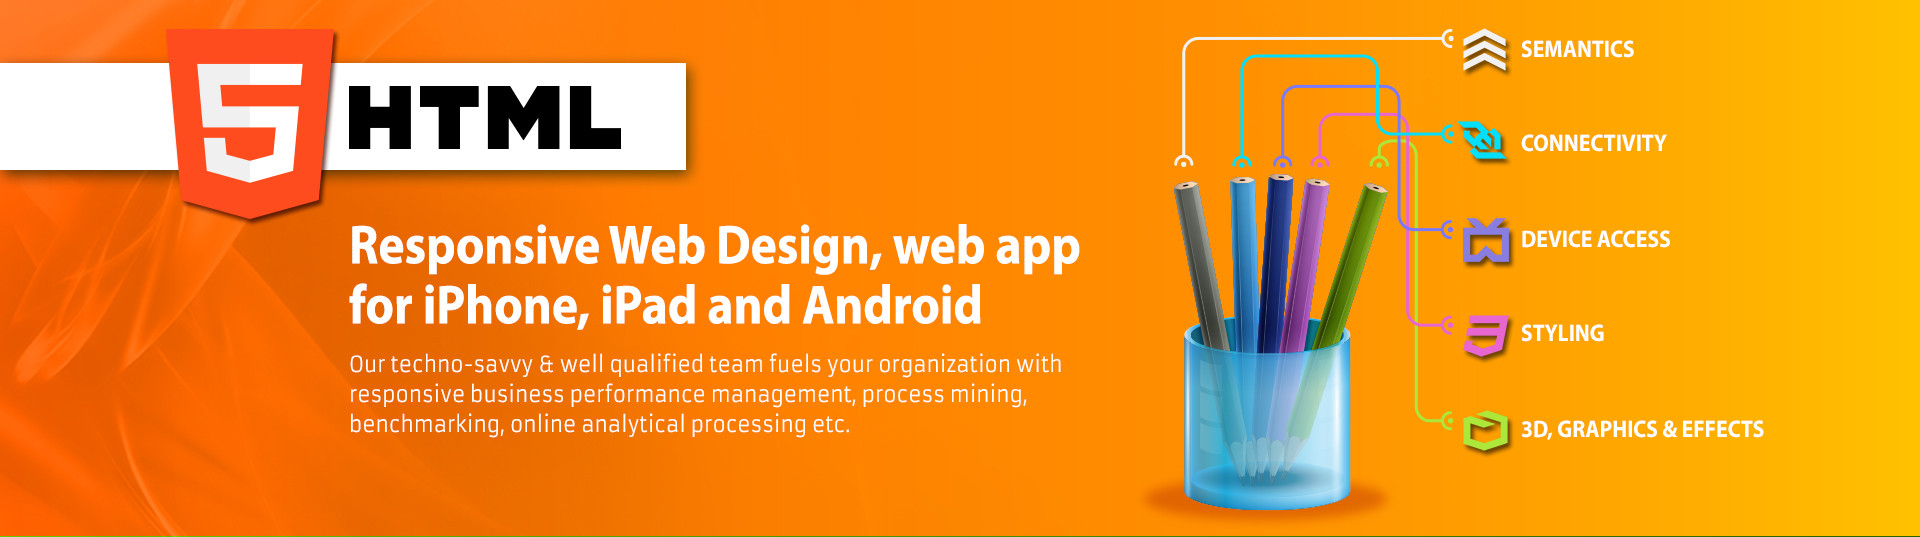 5
HTML
Responsive Web Design, web app
for iPhone, iPad and Android
Our techno-savvy & well qualified team fuels your organization with
responsive business performance management, process mining,
benchmarking, online analytical processing etc.
SEMANTICS
CONNECTIVITY
DEVICE ACCESS
STYLING
3D, GRAPHICS & EFFECTS